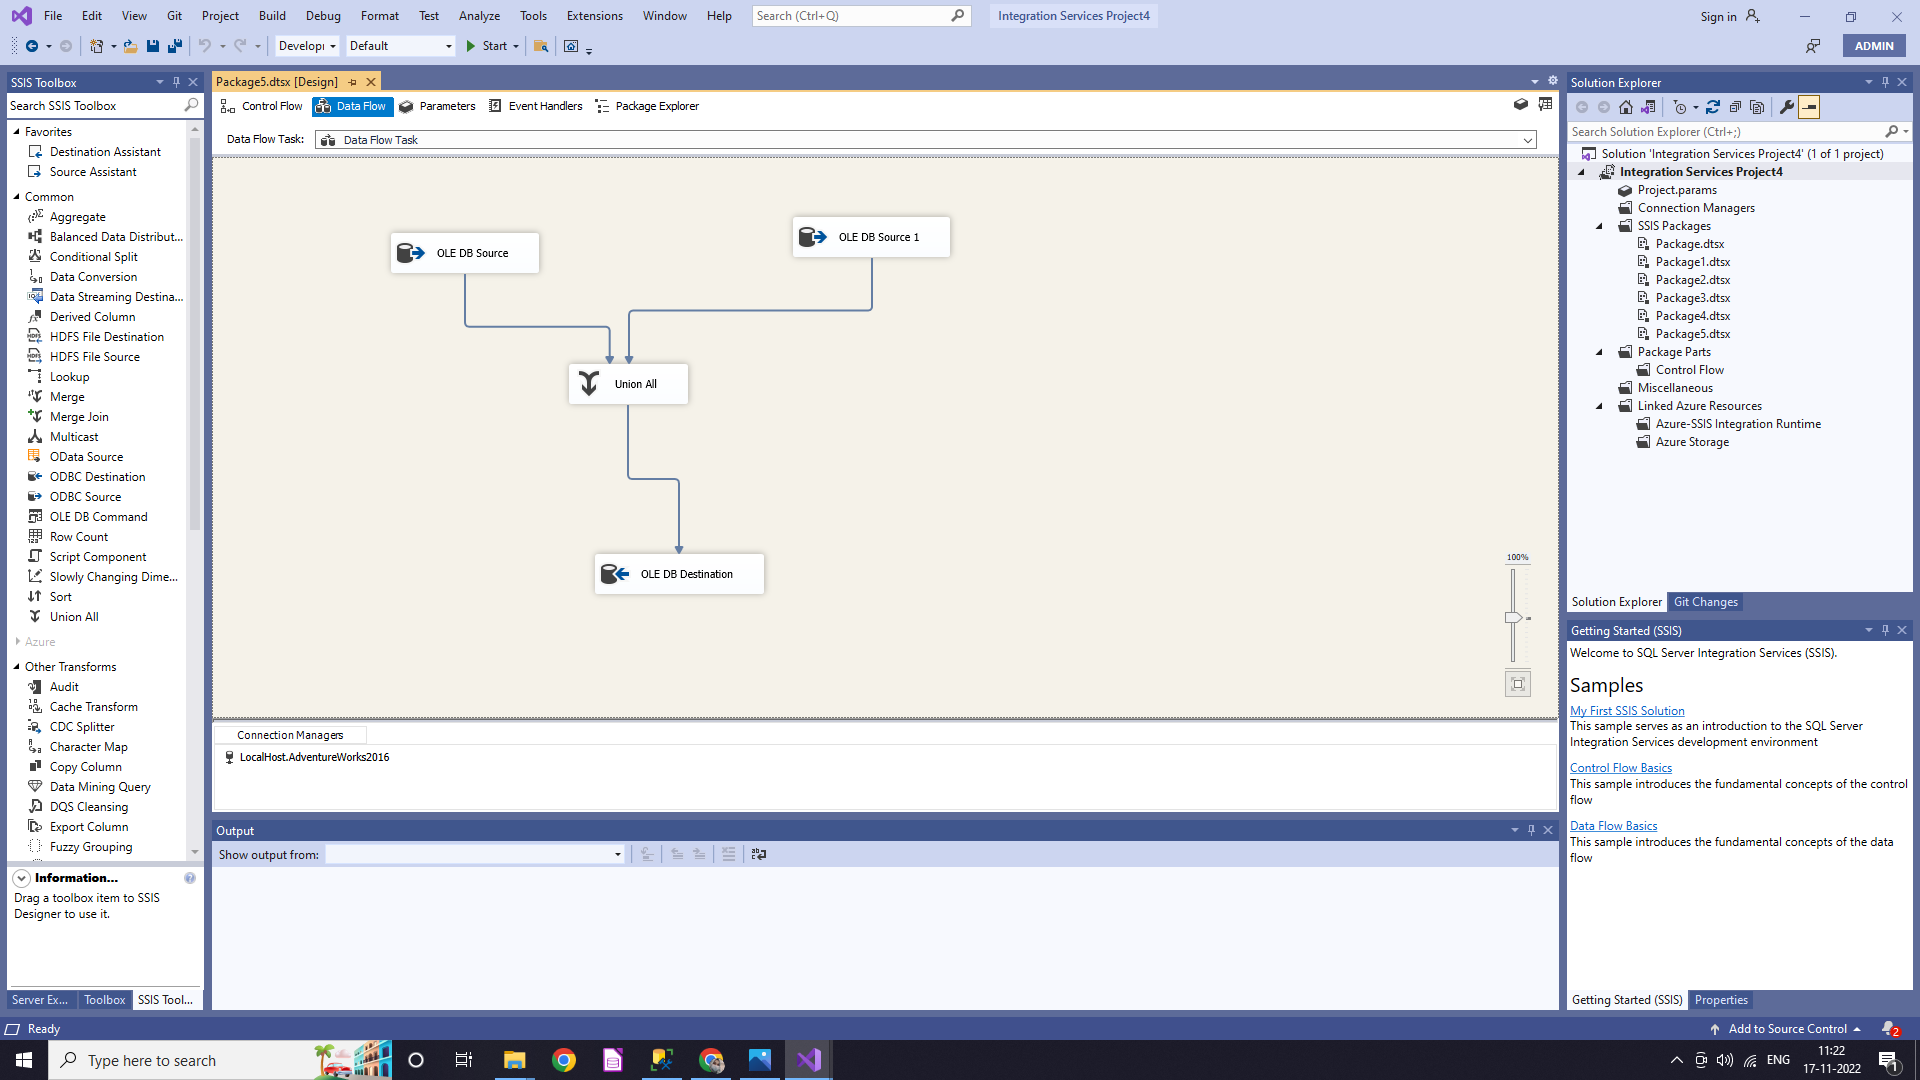 File Edit View Git Project Build Debug Format Test Analyze Tools Extensions Window Help Search (Ctrl+Q) Integration Services Project4 Sign in
Developi Default Start ADMIN
SSIS Toolbox
Search SSIS Toolbox
Favorites
Destination Assistant
Source Assistant
Common
Aggregate
Balanced Data Distribut...
Conditional Split
Data Conversion
Data Streaming Destina...
Derived Column
HDFS File Destination
HDFS File Source
Lookup
Merge
Merge Join
Multicast
OData Source
ODBC Destination
ODBC Source
OLE DB Command
Row Count
Script Component
Slowly Changing Dime...
Sort
Union All
Azure
Other Transforms
Audit
Cache Transform
CDC Splitter
Character Map
Copy Column
Data Mining Query
DQS Cleansing
Export Column
Fuzzy Grouping
Information...
Drag a toolbox item to SSIS
Designer to use it.
Server Ex... Toolbox SSIS Tool...
Package5.dtsx [Design]
Control Flow Data Flow Parameters Event Handlers Package Explorer
Data Flow Task: Data Flow Task
OLE DB Source
OLE DB Source 1
Union All
OLE DB Destination
100%
Connection Managers
LocalHost.AdventureWorks2016
Output
Show output from:
Solution Explorer
Search Solution Explorer (Ctrl+;)
Solution 'Integration Services Project4' (1 of 1 project)
Integration Services Project4
Project.params
Connection Managers
SSIS Packages
Package.dtsx
Package1.dtsx
Package2.dtsx
Package3.dtsx
Package4.dtsx
Package5.dtsx
Package Parts
Control Flow
Miscellaneous
Linked Azure Resources
Azure-SSIS Integration Runtime
Azure Storage
Solution Explorer Git Changes
Getting Started (SSIS)
Welcome to SQL Server Integration Services (SSIS).
Samples
My First SSIS Solution
This sample serves as an introduction to the SQL Server
Integration Services development environment
Control Flow Basics
This sample introduces the fundamental concepts of the control
flow
Data Flow Basics
This sample introduces the fundamental concepts of the data
flow
Getting Started (SSIS) Properties
Ready Add to Source Control 2
Type here to search ENG 11:22
17-11-2022 1